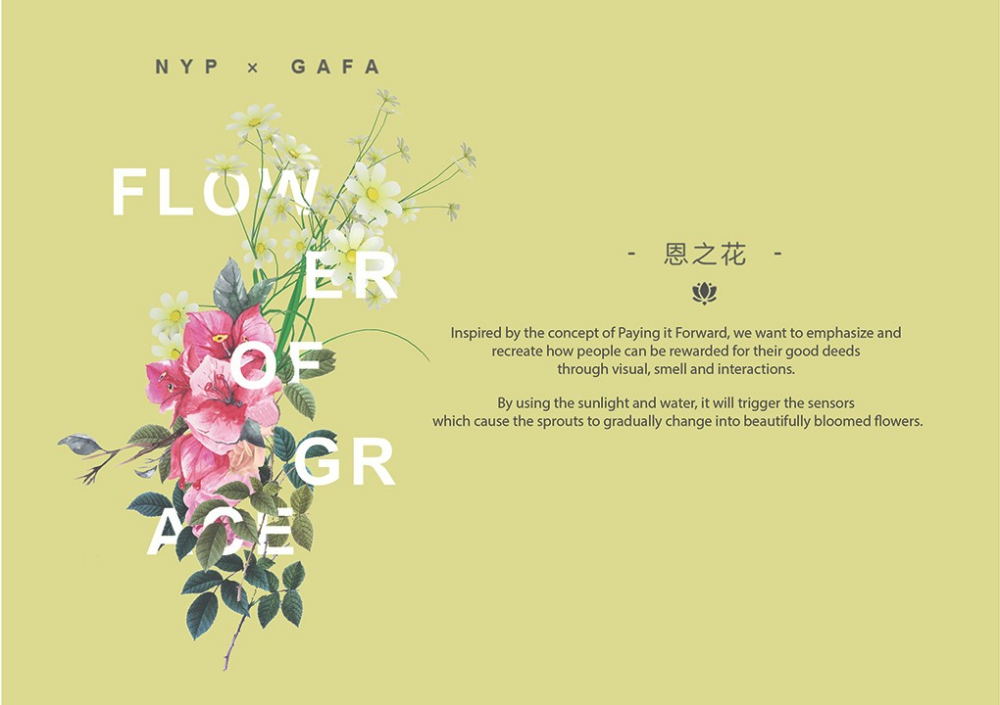 NYP × GAFA
FLOW
ER
OF
GR
ACE
- 恩之花 -
Inspired by the concept of Paying it Forward, we want to emphasize and
recreate how people can be rewarded for their good deeds
through visual, smell and interactions.
By using the sunlight and water, it will trigger the sensors
which cause the sprouts to gradually change into beautifully bloomed flowers.